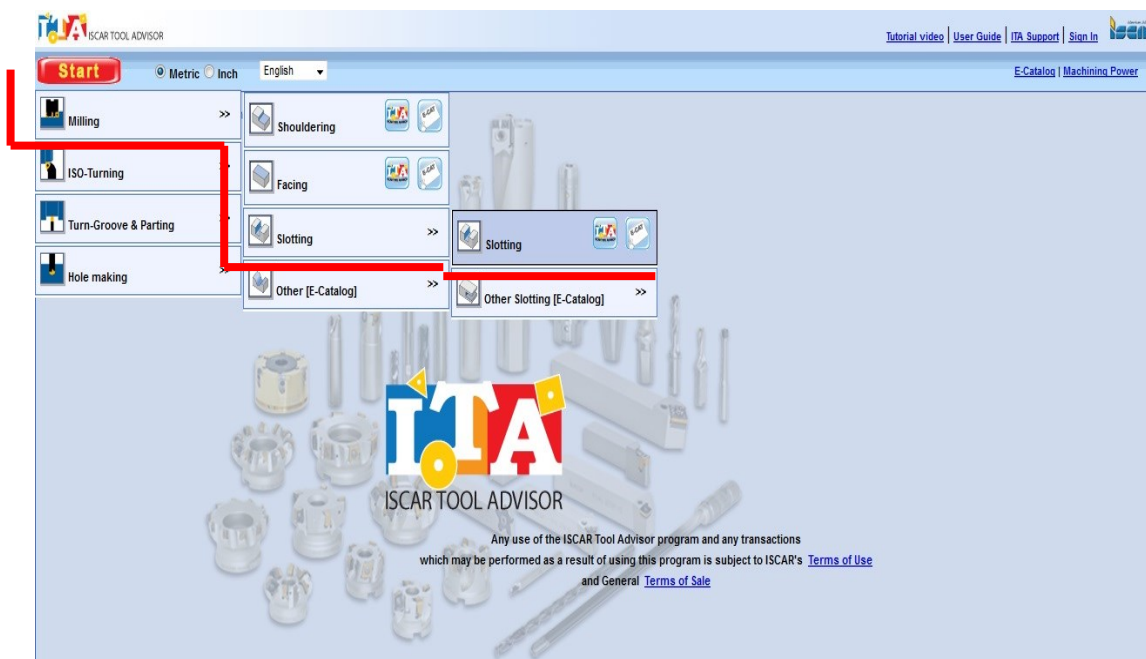 ITA ISCAR TOOL ADVISOR
Tutorial video | User Guide | ITA Support | Sign In
Start
Metric Inch
English
E-Catalog | Machining Power
Milling >>
ISO-Turning
Turn-Groove & Parting
Hole making
Shouldering
Facing
Slotting >>
Other [E-Catalog] >>
Slotting
Other Slotting [E-Catalog] >>
ITA
ISCAR TOOL ADVISOR
Any use of the ISCAR Tool Advisor program and any transactions
which may be performed as a result of using this program is subject to ISCAR's Terms of Use
and General Terms of Sale